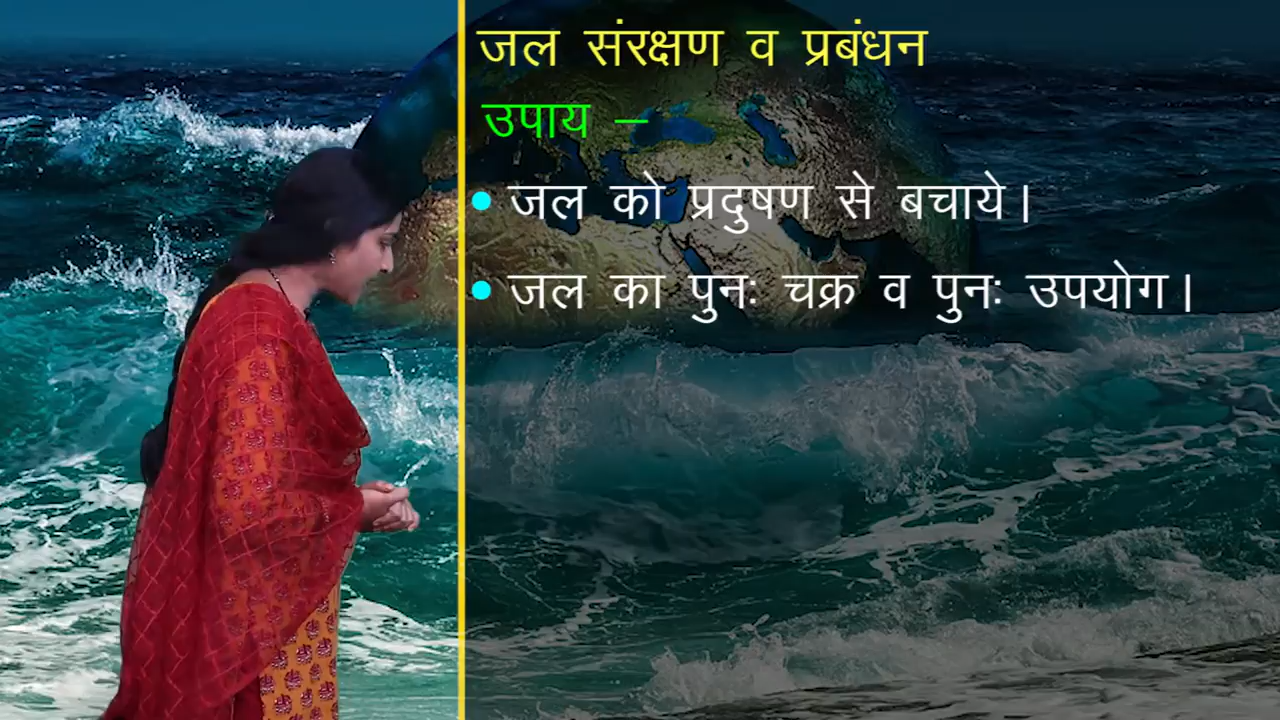 जल संरक्षण व प्रबंधन
उपाय –
• जल को प्रदुषण से बचाये।
• जल का पुनः चक्र व पुनः उपयोग।